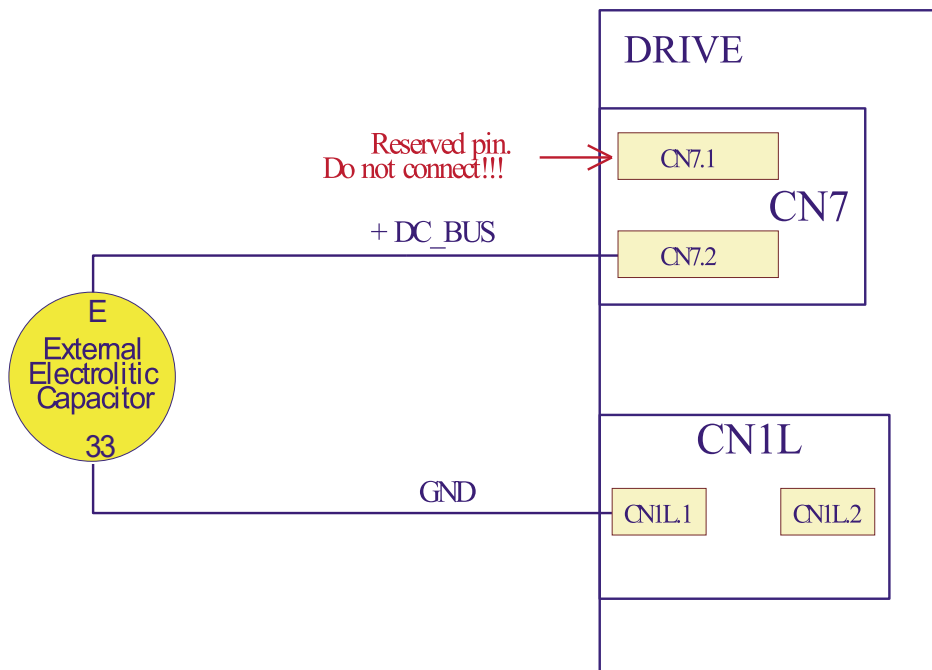 DRIVE
Reserved pin.
Do not connect!!!
CN7.1
CN7
+ DC_BUS
CN7.2
E
External
Electrolitic
Capacitor
33
CN1L
GND
CN1L.1
CN1L.2